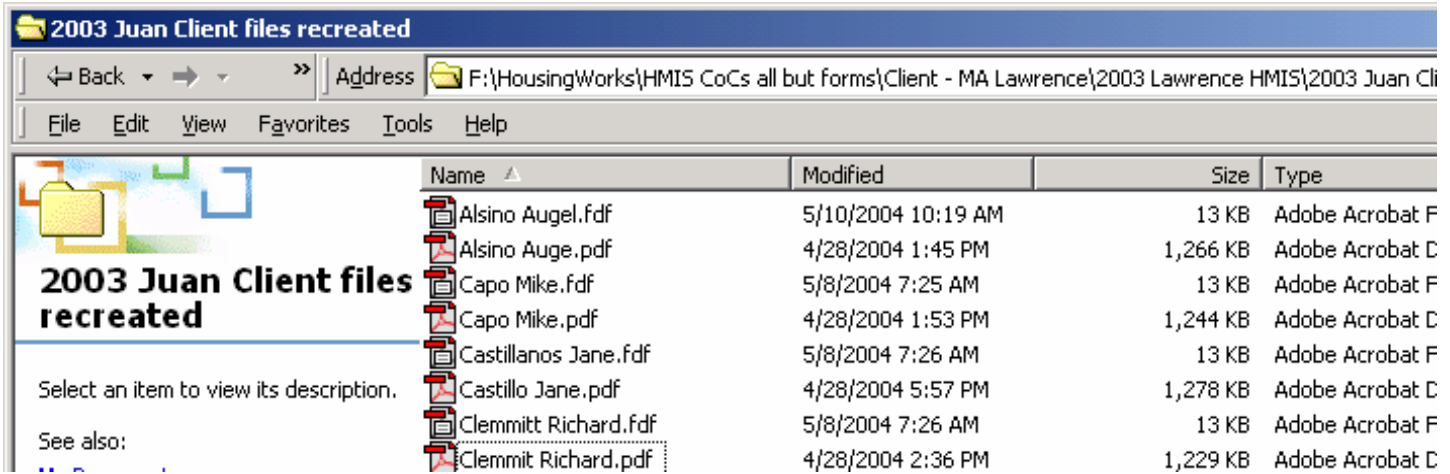 2003 Juan Client files recreated
Back » Address F:\HousingWorks\HMIS CoCs all but forms\Client - MA Lawrence\2003 Lawrence HMIS\2003 Juan Cli
File Edit View Favorites Tools Help
Name Modified Size Type
Alsino Augel.fdf 5/10/2004 10:19 AM 13 KB Adobe Acrobat F
Alsino Auge.pdf 4/28/2004 1:45 PM 1,266 KB Adobe Acrobat D
Capo Mike.fdf 5/8/2004 7:25 AM 13 KB Adobe Acrobat F
Capo Mike.pdf 4/28/2004 1:53 PM 1,244 KB Adobe Acrobat D
Castillanos Jane.fdf 5/8/2004 7:26 AM 13 KB Adobe Acrobat F
Castillo Jane.pdf 4/28/2004 5:57 PM 1,278 KB Adobe Acrobat D
Clemmitt Richard.fdf 5/8/2004 7:26 AM 13 KB Adobe Acrobat F
Clemmit Richard.pdf 4/28/2004 2:36 PM 1,229 KB Adobe Acrobat D
2003 Juan Client files
recreated
Select an item to view its description.
See also: